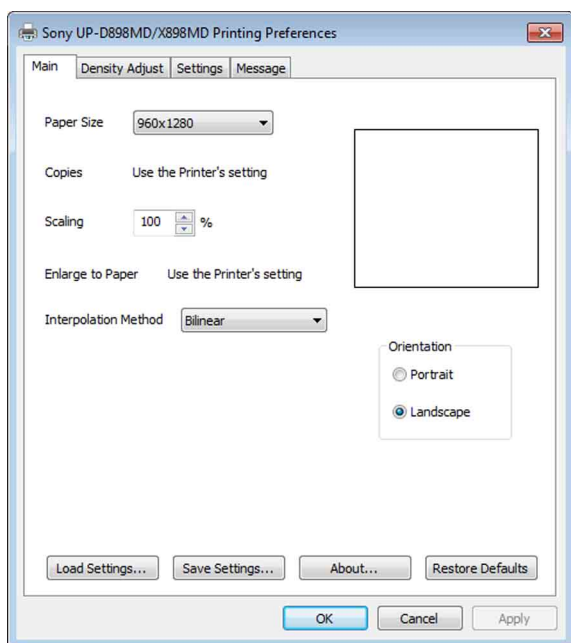 Sony UP-D898MD/X898MD Printing Preferences
Main Density Adjust Settings Message
Paper Size 960x1280
Copies Use the Printer's setting
Scaling 100 %
Enlarge to Paper Use the Printer's setting
Interpolation Method Bilinear
Orientation
Portrait
Landscape
Load Settings... Save Settings... About... Restore Defaults
OK Cancel Apply